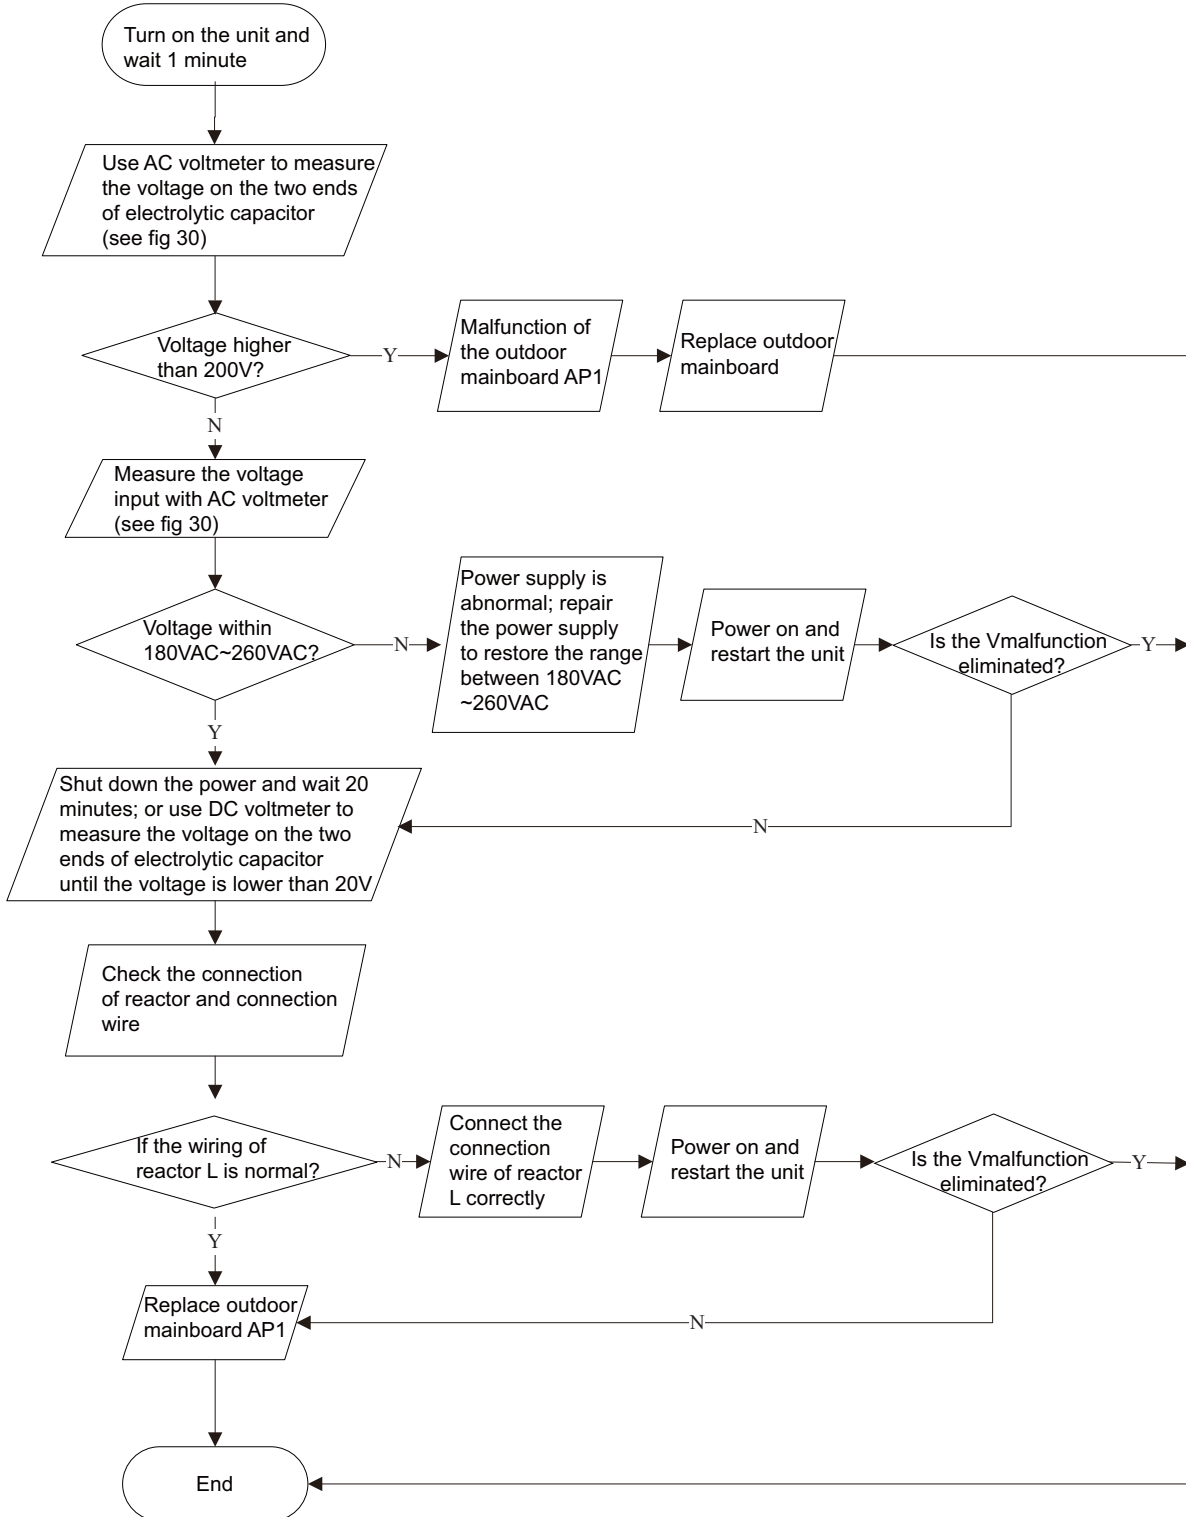 Turn on the unit and
wait 1 minute
Use AC voltmeter to measure
the voltage on the two ends
of electrolytic capacitor
(see fig 30)
Voltage higher
than 200V?
Y
Malfunction of
the outdoor
mainboard AP1
Replace outdoor
mainboard
N
Measure the voltage
input with AC voltmeter
(see fig 30)
Voltage within
180VAC~260VAC?
N
Power supply is
abnormal; repair
the power supply
to restore the range
between 180VAC
~260VAC
Power on and
restart the unit
Is the Vmalfunction
eliminated?
Y
Y
Shut down the power and wait 20
minutes; or use DC voltmeter to
measure the voltage on the two
ends of electrolytic capacitor
until the voltage is lower than 20V
N
Check the connection
of reactor and connection
wire
If the wiring of
reactor L is normal?
N
Connect the
connection
wire of reactor
L correctly
Power on and
restart the unit
Is the Vmalfunction
eliminated?
Y
Y
Replace outdoor
mainboard AP1
N
End